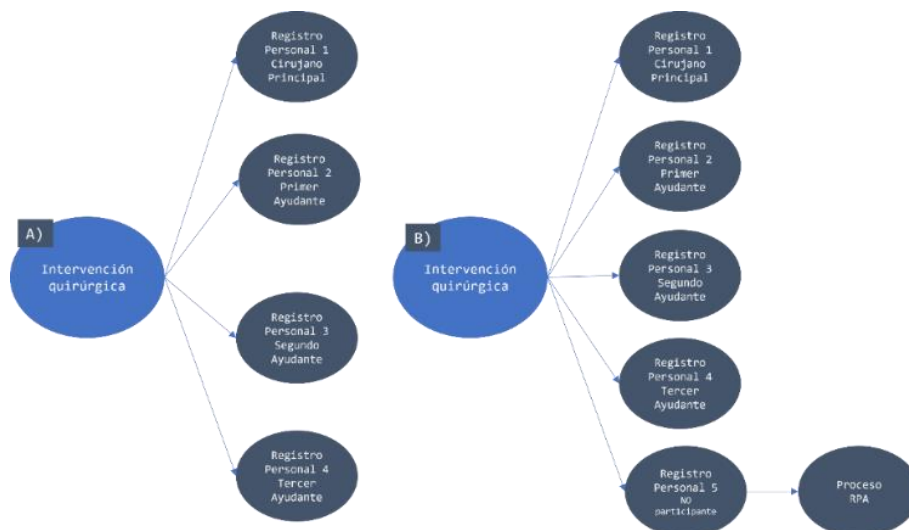 A)
Intervención
quirúrgica
Registro
Personal 1
Cirujano
Principal
Registro
Personal 2
Primer
Ayudante
Registro
Personal 3
Segundo
Ayudante
Registro
Personal 4
Tercer
Ayudante
B)
Intervención
quirúrgica
Registro
Personal 1
Cirujano
Principal
Registro
Personal 2
Primer
Ayudante
Registro
Personal 3
Segundo
Ayudante
Registro
Personal 4
Tercer
Ayudante
Registro
Personal 5
NO
participante
Proceso
RPA